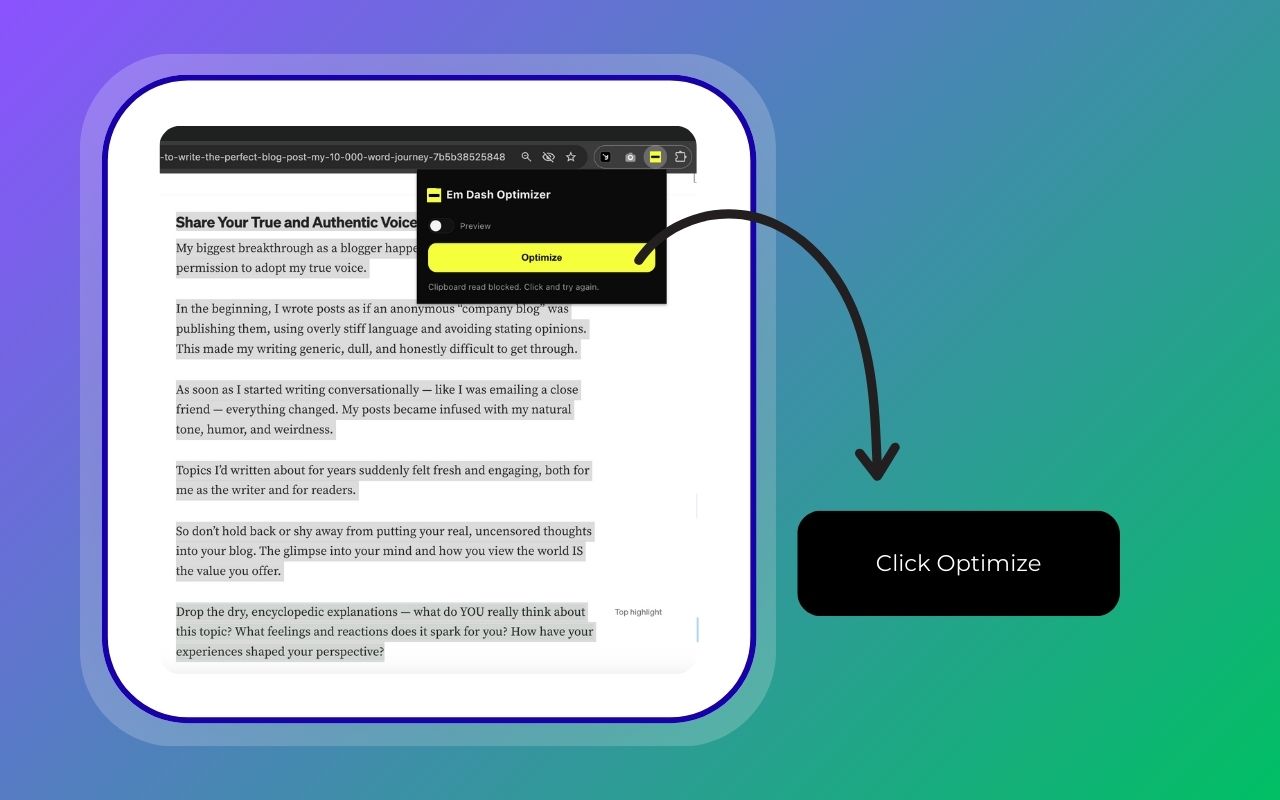 -to-write-the-perfect-blog-post-my-10-000-word-journey-7b5b38525848
Em Dash Optimizer
Preview
Optimize
Clipboard read blocked. Click and try again.
Share Your True and Authentic Voice
My biggest breakthrough as a blogger happe
permission to adopt my true voice.
In the beginning, I wrote posts as if an anonymous “company blog” was
publishing them, using overly stiff language and avoiding stating opinions.
This made my writing generic, dull, and honestly difficult to get through.
As soon as I started writing conversationally — like I was emailing a close
friend — everything changed. My posts became infused with my natural
tone, humor, and weirdness.
Topics I’d written about for years suddenly felt fresh and engaging, both for
me as the writer and for readers.
So don’t hold back or shy away from putting your real, uncensored thoughts
into your blog. The glimpse into your mind and how you view the world IS
the value you offer.
Drop the dry, encyclopedic explanations — what do YOU really think about
this topic? What feelings and reactions does it spark for you? How have your
experiences shaped your perspective?
Top highlight
Click Optimize